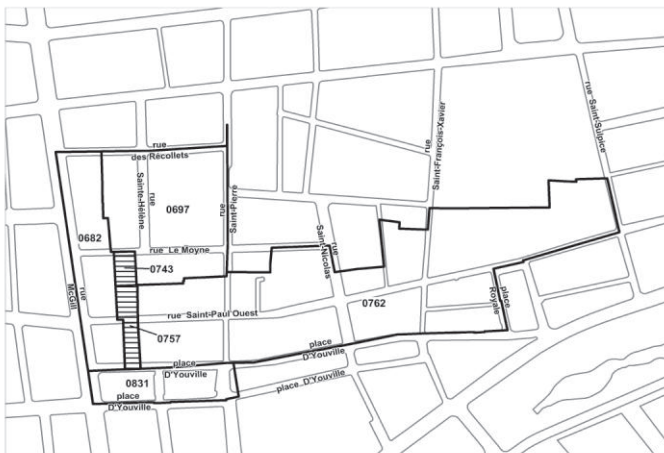 rue Saint-Sulpice
rue Saint-François-Xavier
rue
des Récollets
rue
Sainte-Hélène
0697
rue
Saint-Pierre
0682
rue Le Moyne
rue
Saint-Nicolas
0743
rue
McGill
0762
place
Royale
rue Saint-Paul Ouest
0757
place
D'Youville
place
D'Youville
place D'Youville
0831
place
D'Youville